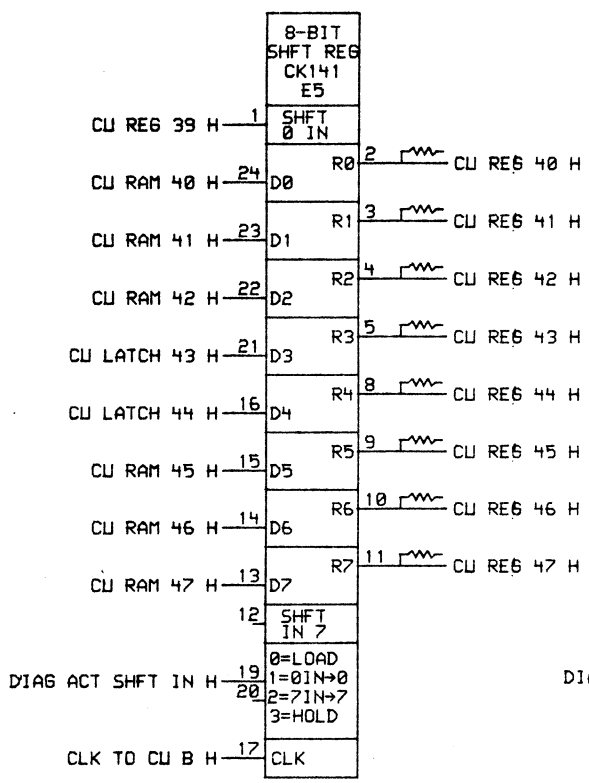 8-BIT
SHFT REG
CK141
E5
CU REG 39 H 1 SHFT
0 IN
R0 2 CU REG 40 H
CU RAM 40 H 24 D0
R1 3 CU REG 41 H
CU RAM 41 H 23 D1
R2 4 CU REG 42 H
CU RAM 42 H 22 D2
R3 5 CU REG 43 H
CU LATCH 43 H 21 D3
R4 8 CU REG 44 H
CU LATCH 44 H 16 D4
R5 9 CU REG 45 H
CU RAM 45 H 15 D5
R6 10 CU REG 46 H
CU RAM 46 H 14 D6
R7 11 CU REG 47 H
CU RAM 47 H 13 D7
12 SHFT
IN 7
0=LOAD
DIAG ACT SHFT IN H 19 1=0IN→0
20 2=7IN→7
3=HOLD
DIA
CLK TO CU B H 17 CLK